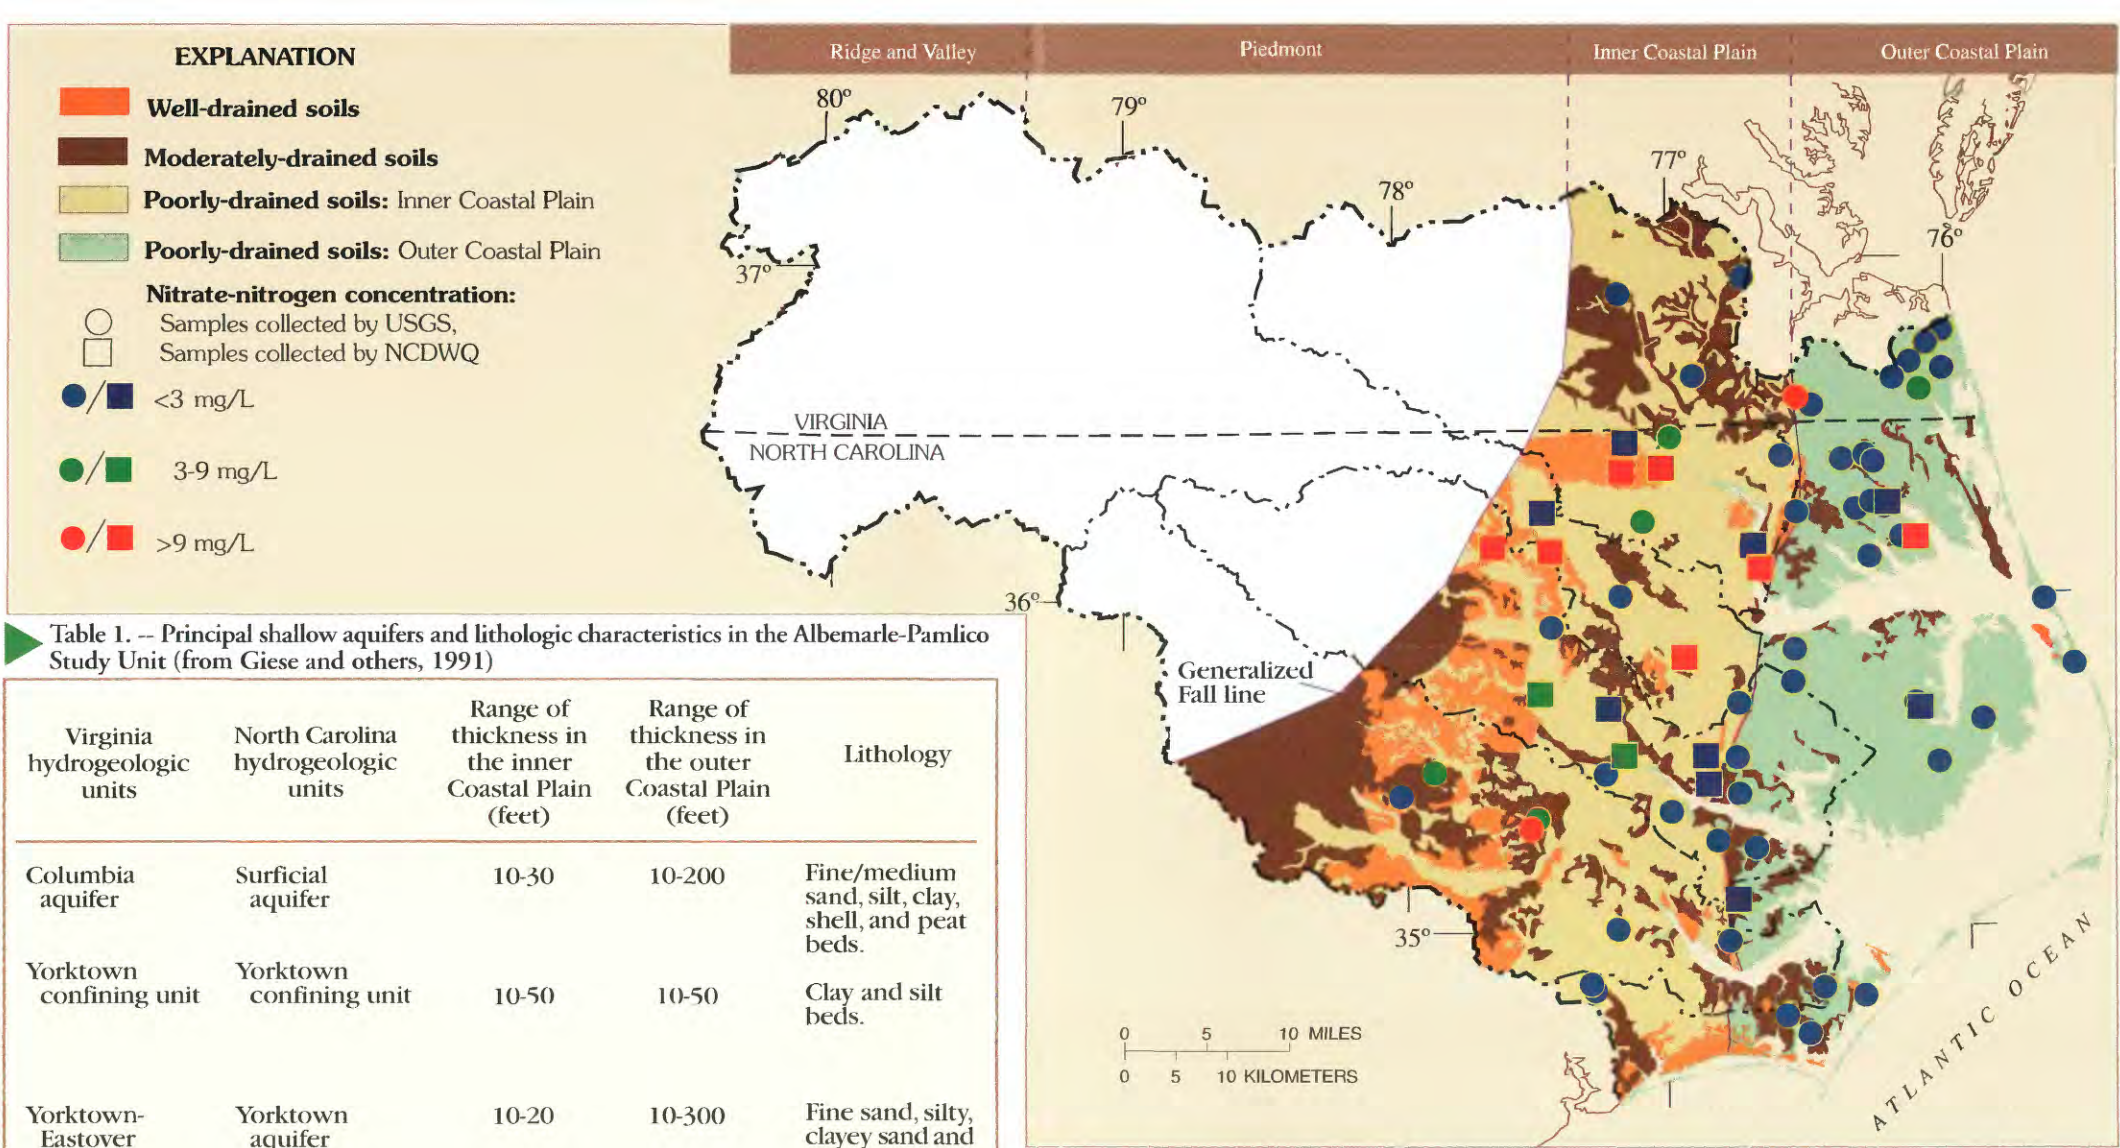 Ridge and Valley
Piedmont
Inner Coastal Plain
Outer Coastal Plain
EXPLANATION
Well-drained soils
Moderately-drained soils
Poorly-drained soils: Inner Coastal Plain
Poorly-drained soils: Outer Coastal Plain
Nitrate-nitrogen concentration:
Samples collected by USGS,
Samples collected by NCDWQ
/ <3 mg/L
/ 3-9 mg/L
/ >9 mg/L
80°
79°
78°
77°
76°
37°
VIRGINIA
NORTH CAROLINA
36°
Generalized
Fall line
35°
0 5 10 MILES
0 5 10 KILOMETERS
ATLANTIC OCEAN
Table 1. -- Principal shallow aquifers and lithologic characteristics in the Albemarle-Pamlico
Study Unit (from Giese and others, 1991)
Virginia
hydrogeologic
units
North Carolina
hydrogeologic
units
Range of
thickness in
the inner
Coastal Plain
(feet)
Range of
thickness in
the outer
Coastal Plain
(feet)
Lithology
Columbia
aquifer
Surficial
aquifer
10-30
10-200
Fine/medium
sand, silt, clay,
shell, and peat
beds.
Yorktown
confining unit
Yorktown
confining unit
10-50
10-50
Clay and silt
beds.
Yorktown-
Eastover
Yorktown
aquifer
10-20
10-300
Fine sand, silty,
clayey sand and